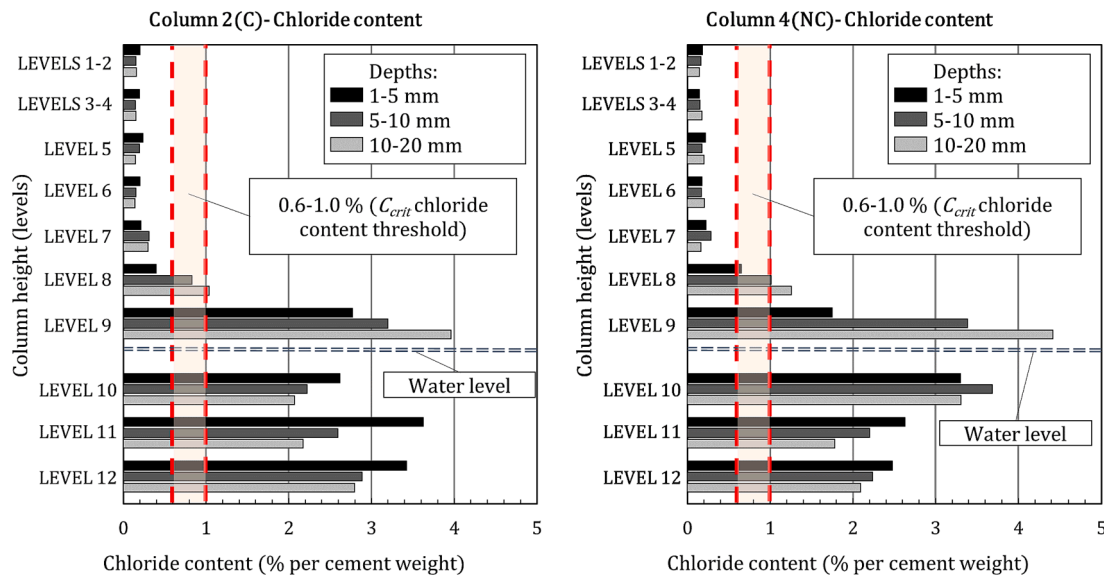 Column 2(C)- Chloride content
Column height (levels)
LEVELS 1-2
LEVELS 3-4
LEVEL 5
LEVEL 6
LEVEL 7
LEVEL 8
LEVEL 9
LEVEL 10
LEVEL 11
LEVEL 12
Depths:
1-5 mm
5-10 mm
10-20 mm
0.6-1.0 % (Ccrit chloride
content threshold)
Water level
0 1 2 3 4 5
Chloride content (% per cement weight)
Column 4(NC)- Chloride content
Column height (levels)
LEVELS 1-2
LEVELS 3-4
LEVEL 5
LEVEL 6
LEVEL 7
LEVEL 8
LEVEL 9
LEVEL 10
LEVEL 11
LEVEL 12
Depths:
1-5 mm
5-10 mm
10-20 mm
0.6-1.0 % (Ccrit chloride
content threshold)
Water level
0 1 2 3 4 5
Chloride content (% per cement weight)